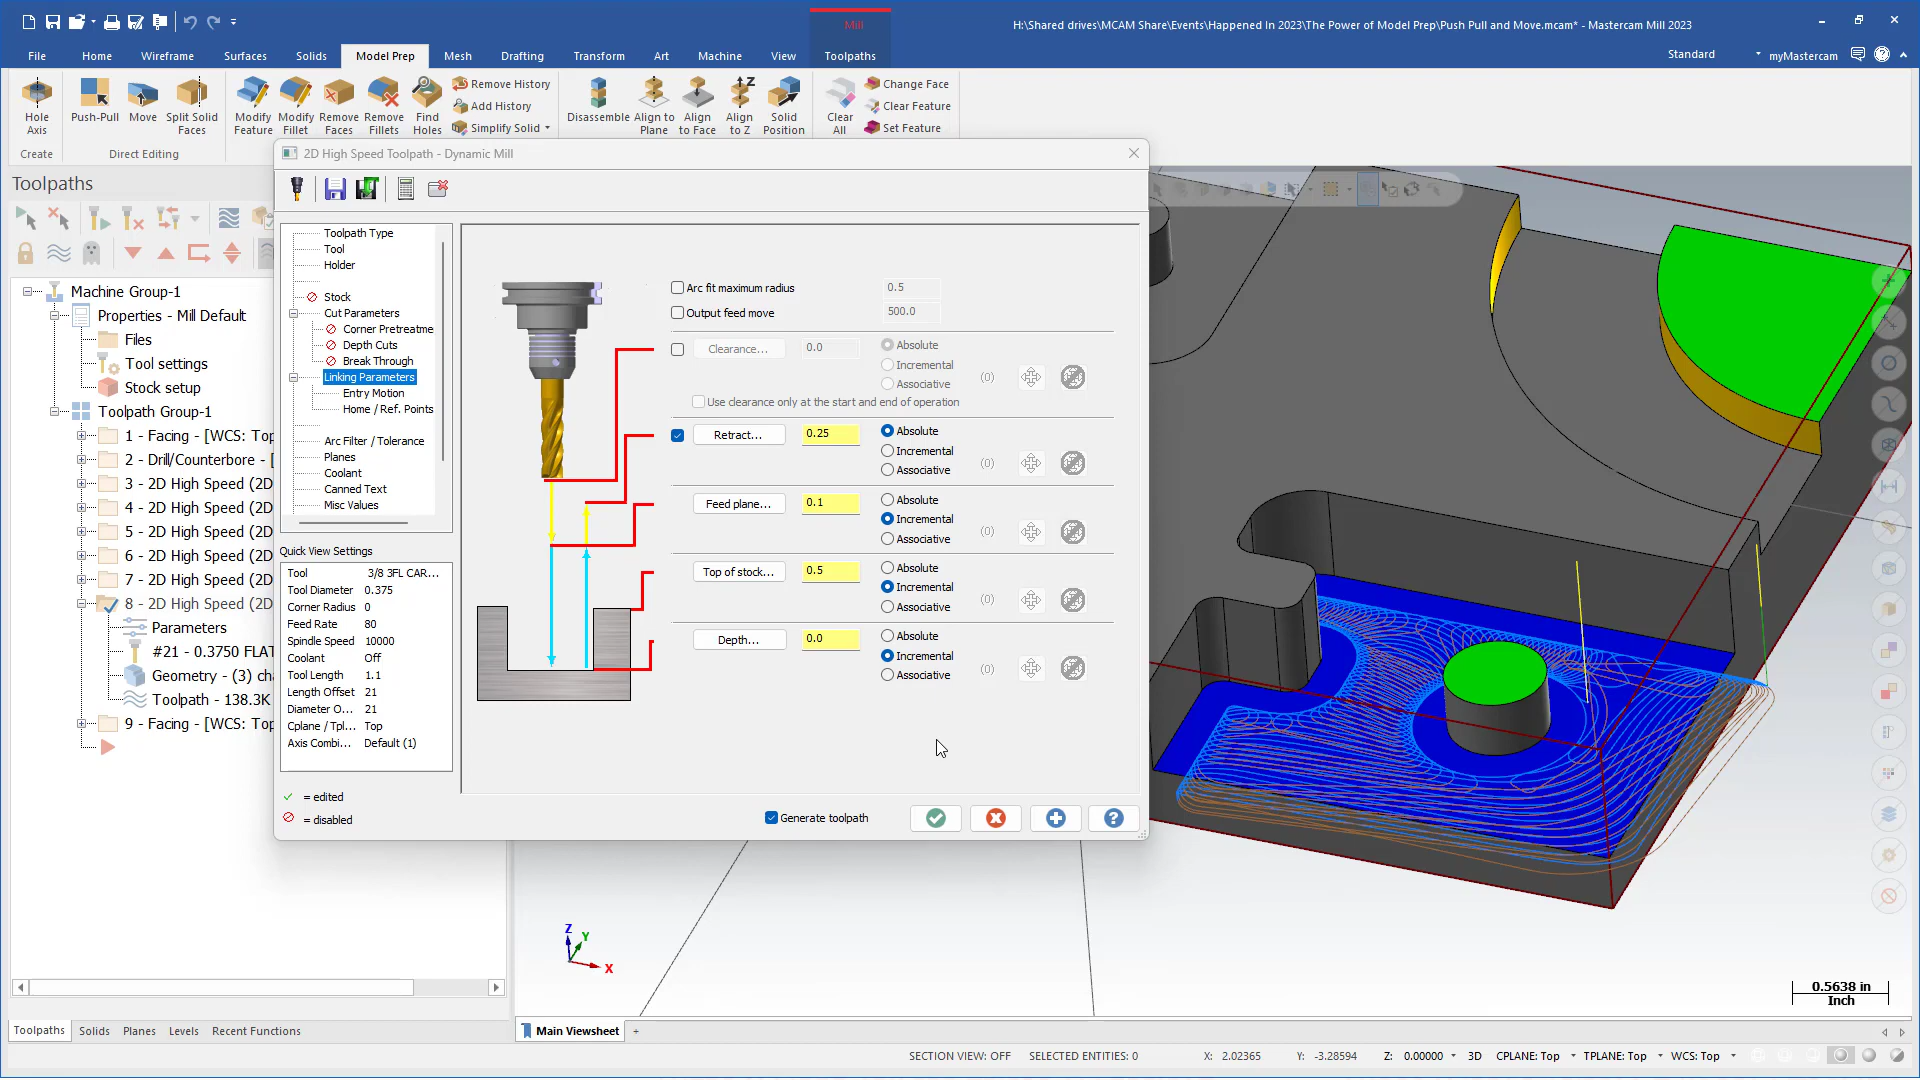 Mill
H:\Shared drives\MCAM Share\Events\Happened In 2023\The Power of Model Prep\Push Pull and Move.mcam* - Mastercam Mill 2023
File Home Wireframe Surfaces Solids Model Prep Mesh Drafting Transform Art Machine View Toolpaths
Standard myMastercam
Hole Axis
Push-Pull
Move
Split Solid Faces
Modify Feature
Modify Fillet
Remove Faces
Remove Fillets
Find Holes
Remove History
Add History
Simplify Solid
Disassemble
Align to Plane
Align to Face
Align to Z
Solid Position
Clear All
Change Face
Clear Feature
Set Feature
Create
Direct Editing
2D High Speed Toolpath - Dynamic Mill
Toolpaths
Machine Group-1
Properties - Mill Default
Files
Tool settings
Stock setup
Toolpath Group-1
1 - Facing - [WCS: Top
2 - Drill/Counterbore - [
3 - 2D High Speed (2D
4 - 2D High Speed (2D
5 - 2D High Speed (2D
6 - 2D High Speed (2D
7 - 2D High Speed (2D
8 - 2D High Speed (2D
Parameters
#21 - 0.3750 FLAT
Geometry - (3) cha
Toolpath - 138.3K
9 - Facing - [WCS: Top
Toolpath Type
Tool
Holder
Stock
Cut Parameters
Corner Pretreatme
Depth Cuts
Break Through
Linking Parameters
Entry Motion
Home / Ref. Points
Arc Filter / Tolerance
Planes
Coolant
Canned Text
Misc Values
Quick View Settings
Tool 3/8 3FL CAR...
Tool Diameter 0.375
Corner Radius 0
Feed Rate 80
Spindle Speed 10000
Coolant Off
Tool Length 1.1
Length Offset 21
Diameter O... 21
Cplane / Tpl... Top
Axis Combi... Default (1)
= edited
= disabled
Arc fit maximum radius 0.5
Output feed move 500.0
Clearance... 0.0 Absolute
Incremental (0)
Associative
Use clearance only at the start and end of operation
Retract... 0.25 Absolute
Incremental (0)
Associative
Feed plane... 0.1 Absolute
Incremental (0)
Associative
Top of stock... 0.5 Absolute
Incremental (0)
Associative
Depth... 0.0 Absolute
Incremental (0)
Associative
Generate toolpath
Z
Y
X
0.5638 in
Inch
Toolpaths Solids Planes Levels Recent Functions
Main Viewsheet +
SECTION VIEW: OFF SELECTED ENTITIES: 0 X: 2.02365 Y: -3.28594 Z: 0.00000 3D CPLANE: Top TPLANE: Top WCS: Top